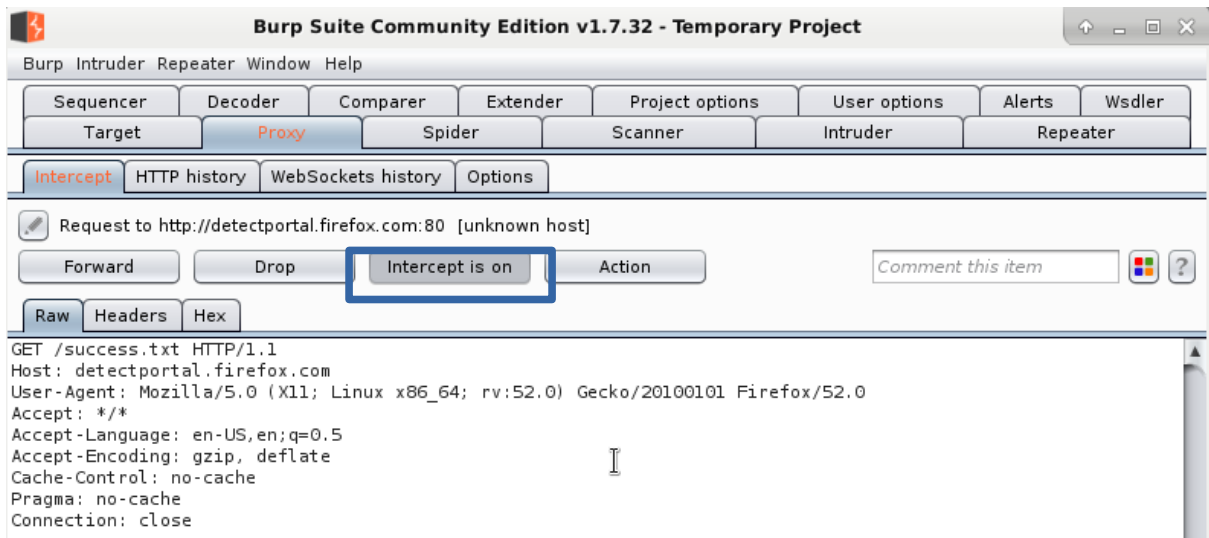 Burp Suite Community Edition v1.7.32 - Temporary Project
Burp Intruder Repeater Window Help
Sequencer Decoder Comparer Extender Project options User options Alerts Wsdler
Target Proxy Spider Scanner Intruder Repeater
Intercept HTTP history WebSockets history Options
Request to http://detectportal.firefox.com:80 [unknown host]
Forward Drop Intercept is on Action Comment this item ?
Raw Headers Hex
GET /success.txt HTTP/1.1
Host: detectportal.firefox.com
User-Agent: Mozilla/5.0 (X11; Linux x86_64; rv:52.0) Gecko/20100101 Firefox/52.0
Accept: */*
Accept-Language: en-US,en;q=0.5
Accept-Encoding: gzip, deflate
Cache-Control: no-cache
Pragma: no-cache
Connection: close